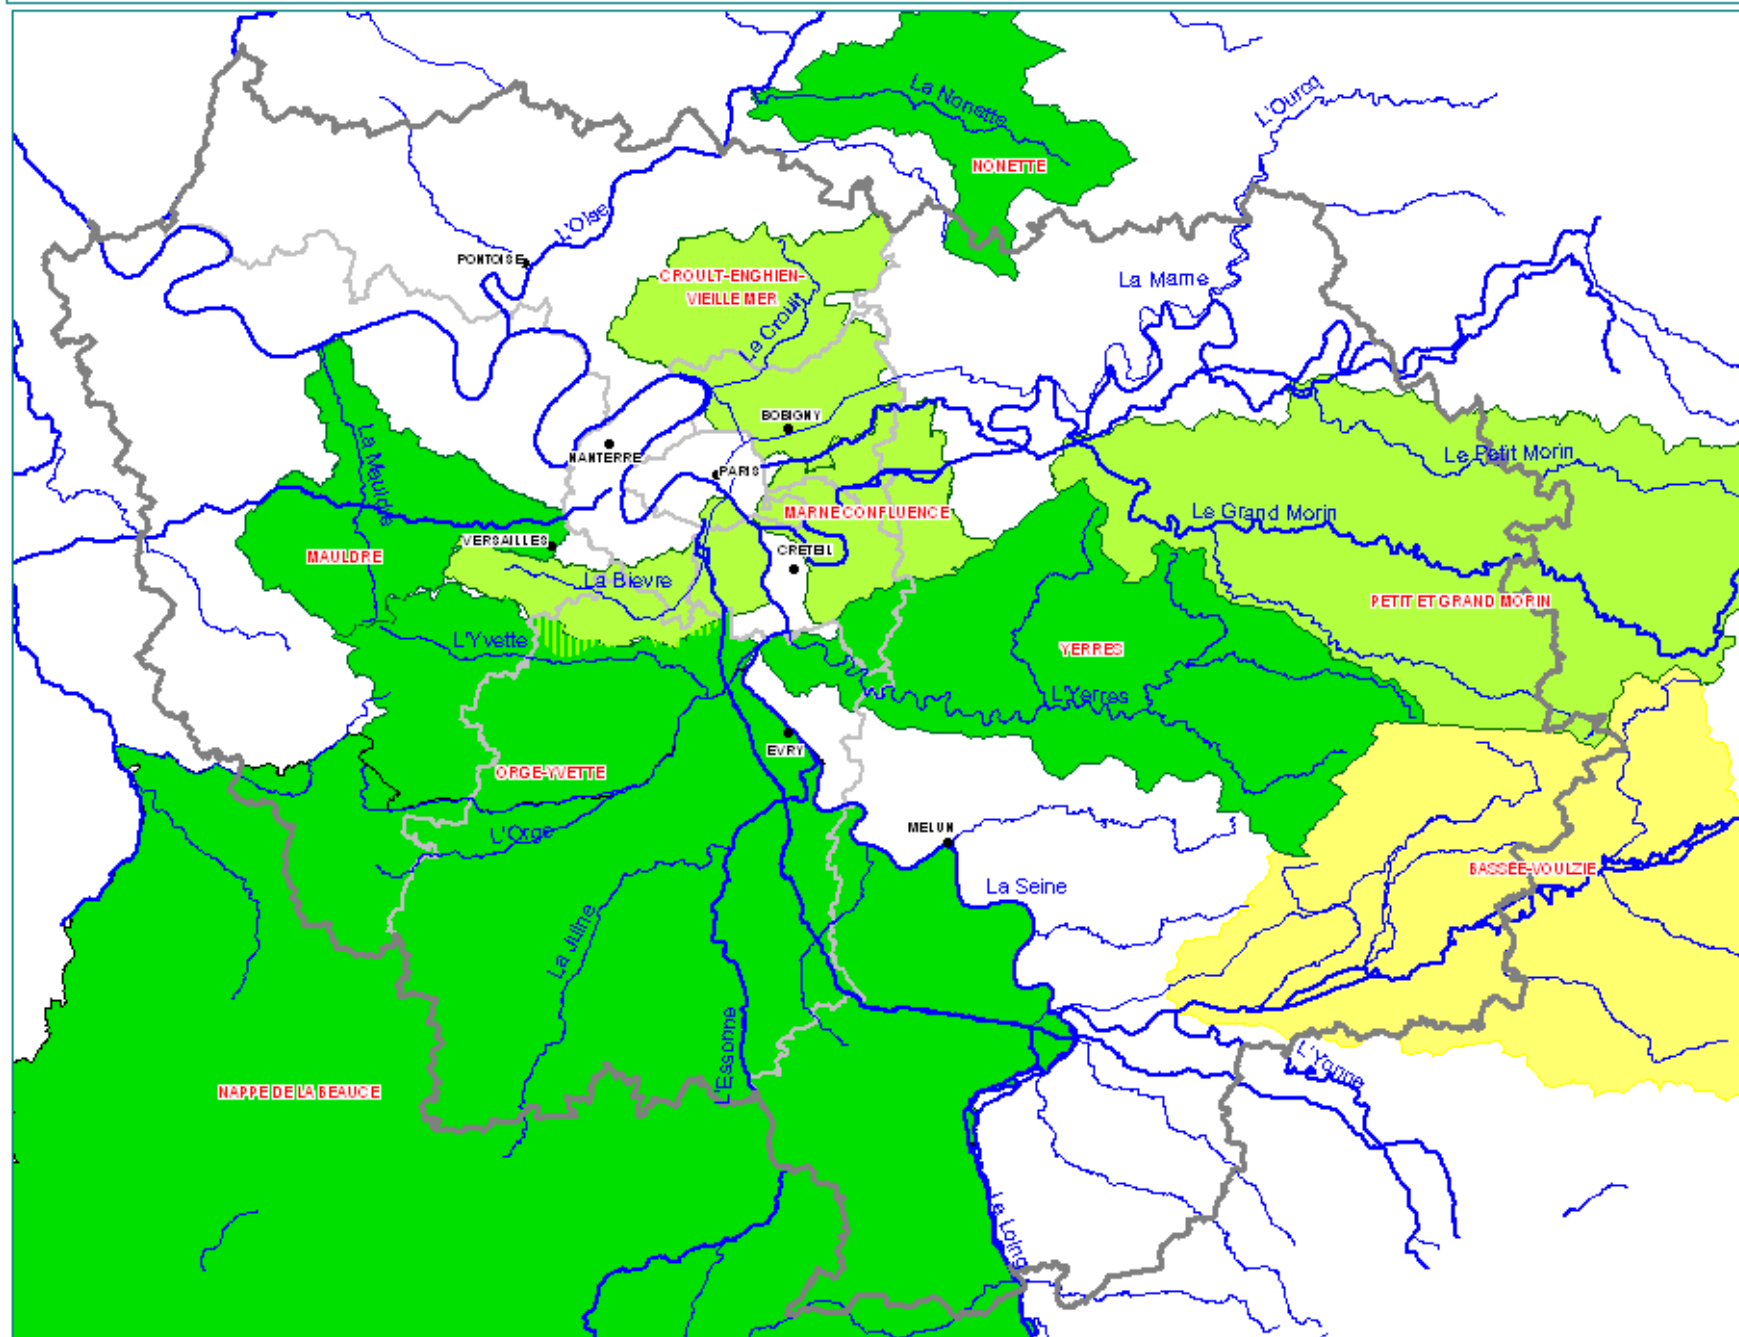 La Nonette
L'Ourcq
NONETTE
L'Oise
PONTOISE
CROULT-ENGHIEN-
VIEILLE MER
La Marne
Le Croult
BOBIGNY
La Mauldre
NANTERRE
PARIS
Le Petit Morin
MARNE CONFLUENCE
Le Grand Morin
VERSAILLES
CRETEIL
MAULDRE
La Bievre
PETIT ET GRAND MORIN
L'Yvette
YERRES
L'Yerres
EVRY
ORGE-YVETTE
MELUN
L'Orge
BASSEE-VOULZIE
La Seine
La Juine
L'Essonne
L'Yonne
NAPPE DE LA BEAUCE
Le Loing